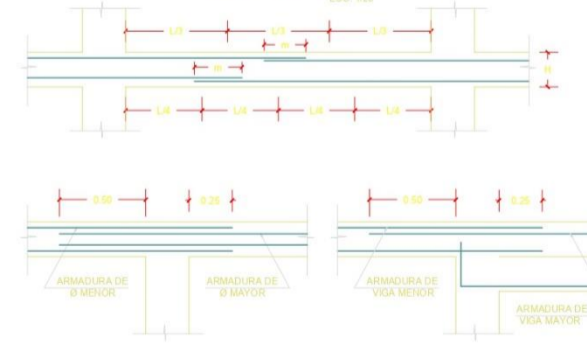 L/3 L/3 L/3
m
m
H
L/4 L/4 L/4 L/4
0.50 0.25 0.50 0.25
ARMADURA DE
Ø MENOR
ARMADURA DE
Ø MAYOR
ARMADURA DE
VIGA MENOR
ARMADURA DE
VIGA MAYOR